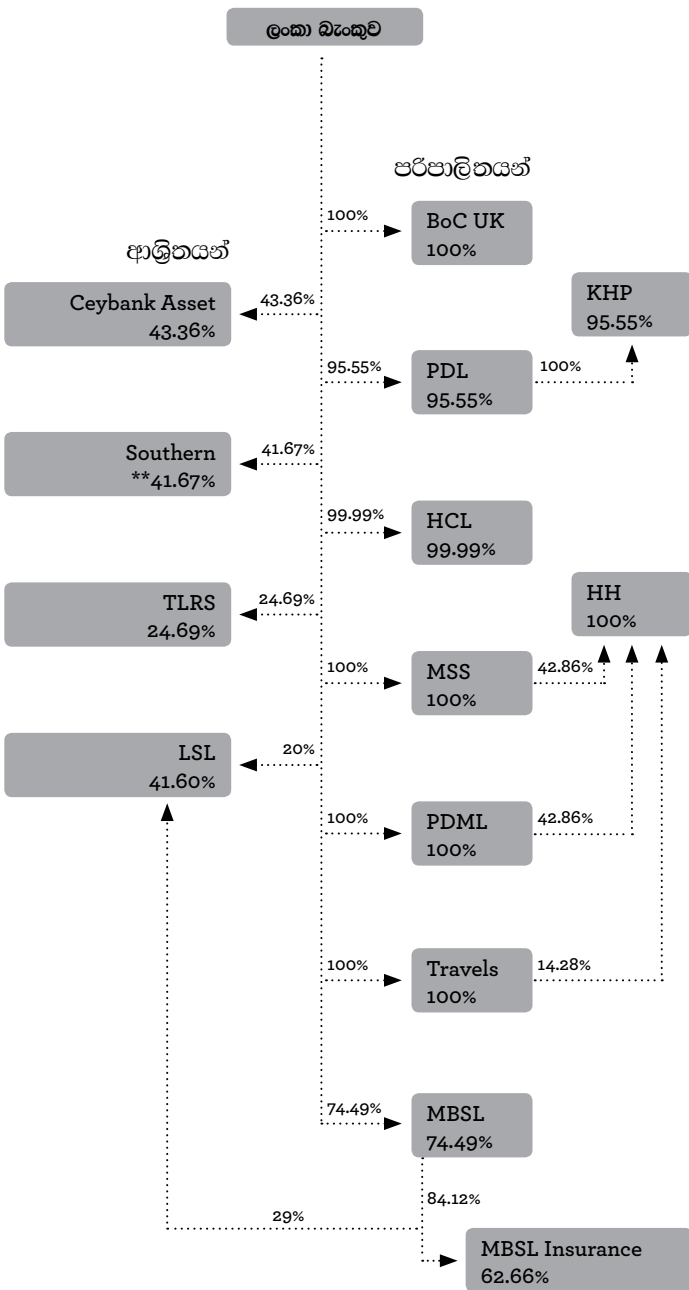 ලංකා බැංකුව
පරිපාලිතයන්
100%
BoC UK
100%
ආශ්‍රිතයන්
Ceybank Asset
43.36%
43.36%
KHP
95.55%
95.55%
PDL
95.55%
100%
Southern
**41.67%
41.67%
99.99%
HCL
99.99%
TLRS
24.69%
24.69%
HH
100%
100%
MSS
100%
42.86%
LSL
41.60%
20%
100%
PDML
100%
42.86%
100%
Travels
100%
14.28%
74.49%
MBSL
74.49%
84.12%
29%
MBSL Insurance
62.66%